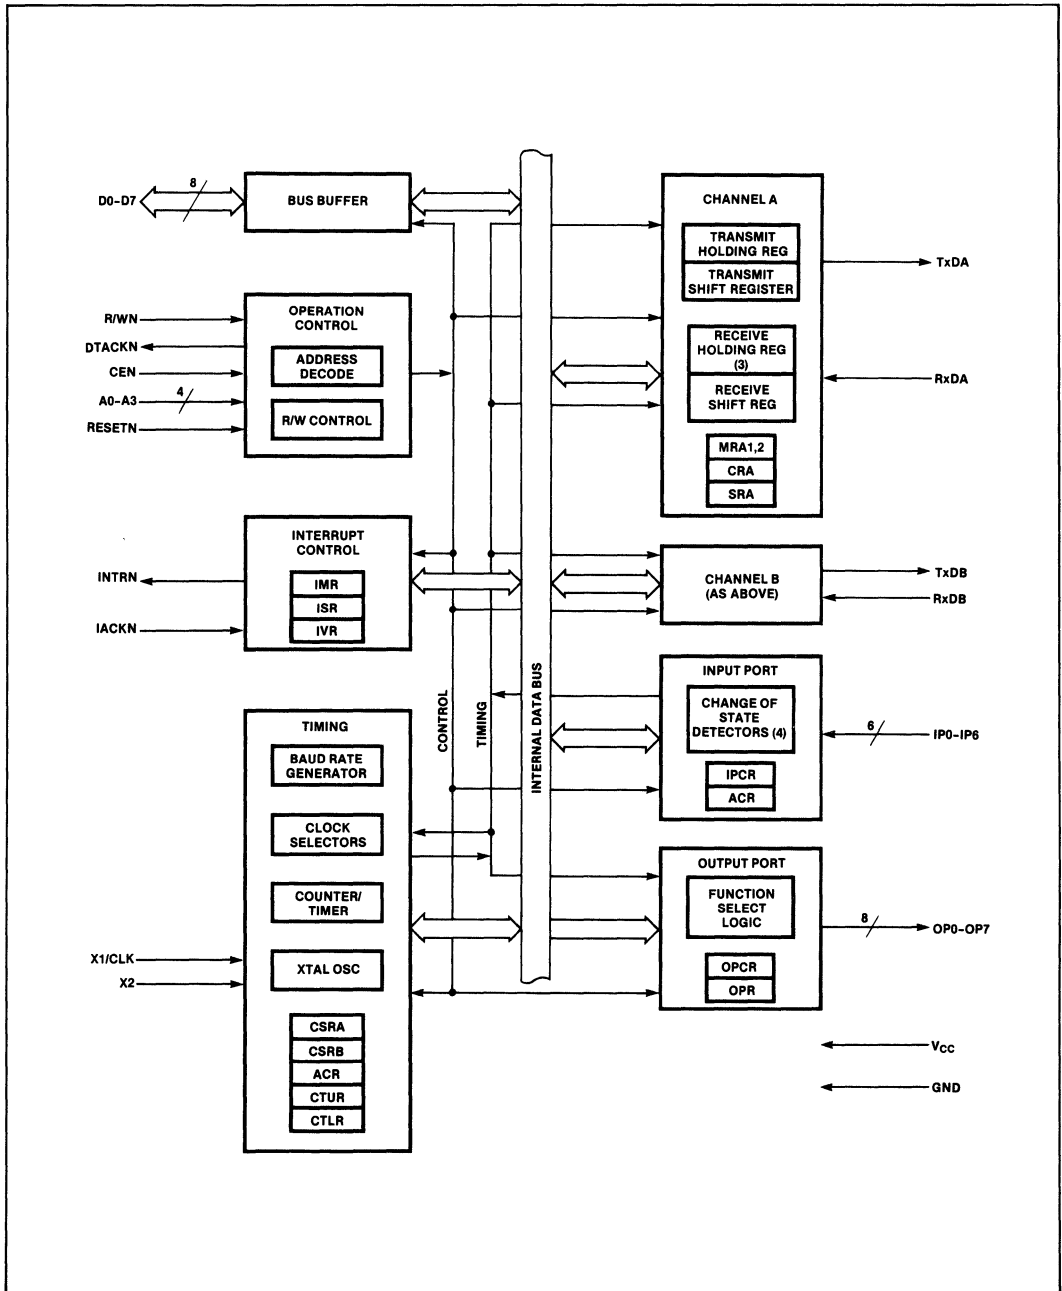 D0-D7
8
BUS BUFFER
R/WN
DTACKN
CEN
A0-A3
4
RESETN
OPERATION
CONTROL
ADDRESS
DECODE
R/W CONTROL
INTRN
IACKN
INTERRUPT
CONTROL
IMR
ISR
IVR
TIMING
BAUD RATE
GENERATOR
CLOCK
SELECTORS
COUNTER/
TIMER
XTAL OSC
X1/CLK
X2
CSRA
CSRB
ACR
CTUR
CTLR
CONTROL
TIMING
INTERNAL DATA BUS
CHANNEL A
TRANSMIT
HOLDING REG
TRANSMIT
SHIFT REGISTER
RECEIVE
HOLDING REG
(3)
RECEIVE
SHIFT REG
MRA1,2
CRA
SRA
TxDA
RxDA
CHANNEL B
(AS ABOVE)
TxDB
RxDB
INPUT PORT
CHANGE OF
STATE
DETECTORS (4)
IPCR
ACR
6
IP0-IP6
OUTPUT PORT
FUNCTION
SELECT
LOGIC
OPCR
OPR
8
OP0-OP7
VCC
GND